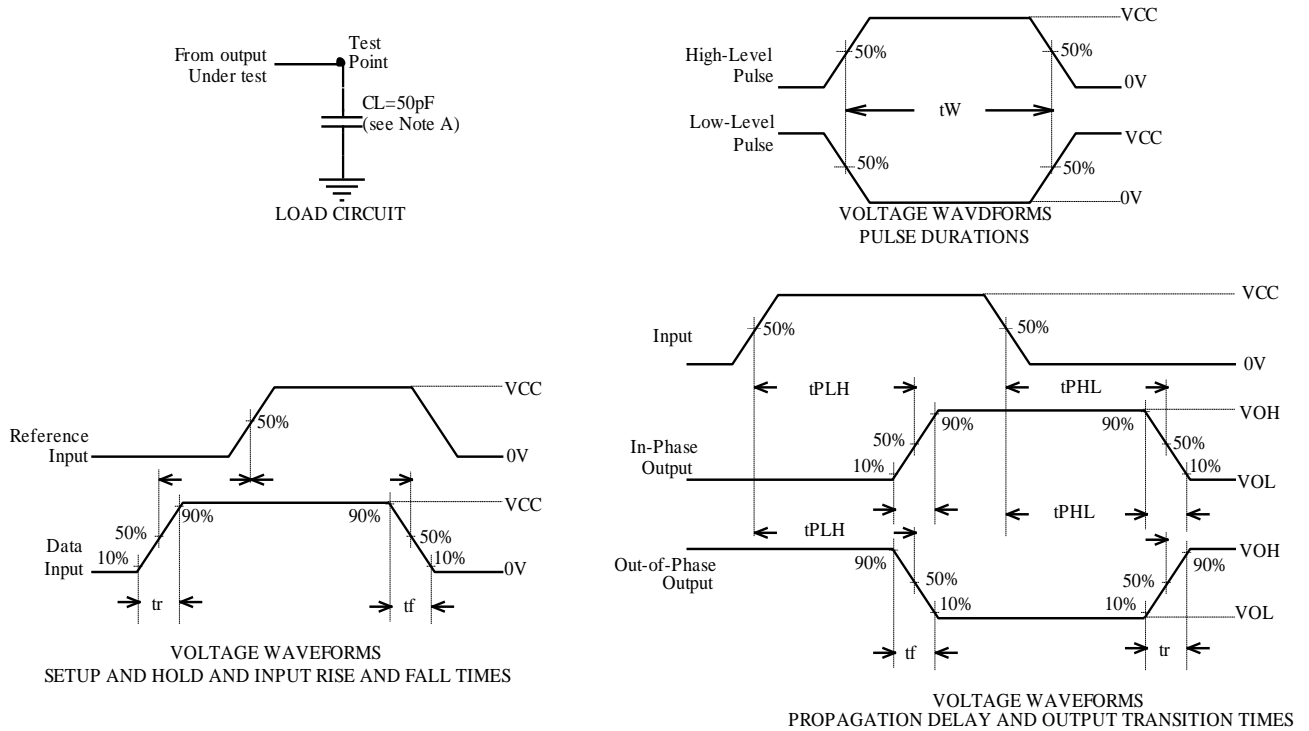 From output
Under test
Test
Point
CL=50pF
(see Note A)
LOAD CIRCUIT
High-Level
Pulse
50%
50%
VCC
0V
tW
Low-Level
Pulse
50%
50%
VCC
0V
VOLTAGE WAVDFORMS
PULSE DURATIONS
Reference
Input
50%
VCC
0V
Data
Input
10%
50%
90%
90%
50%
10%
VCC
0V
tr
tf
VOLTAGE WAVEFORMS
SETUP AND HOLD AND INPUT RISE AND FALL TIMES
Input
50%
50%
VCC
0V
tPLH
tPHL
In-Phase
Output
10%
50%
90%
90%
50%
10%
VOH
VOL
tPLH
tPHL
Out-of-Phase
Output
90%
50%
10%
10%
50%
90%
VOH
VOL
tf
tr
VOLTAGE WAVEFORMS
PROPAGATION DELAY AND OUTPUT TRANSITION TIMES